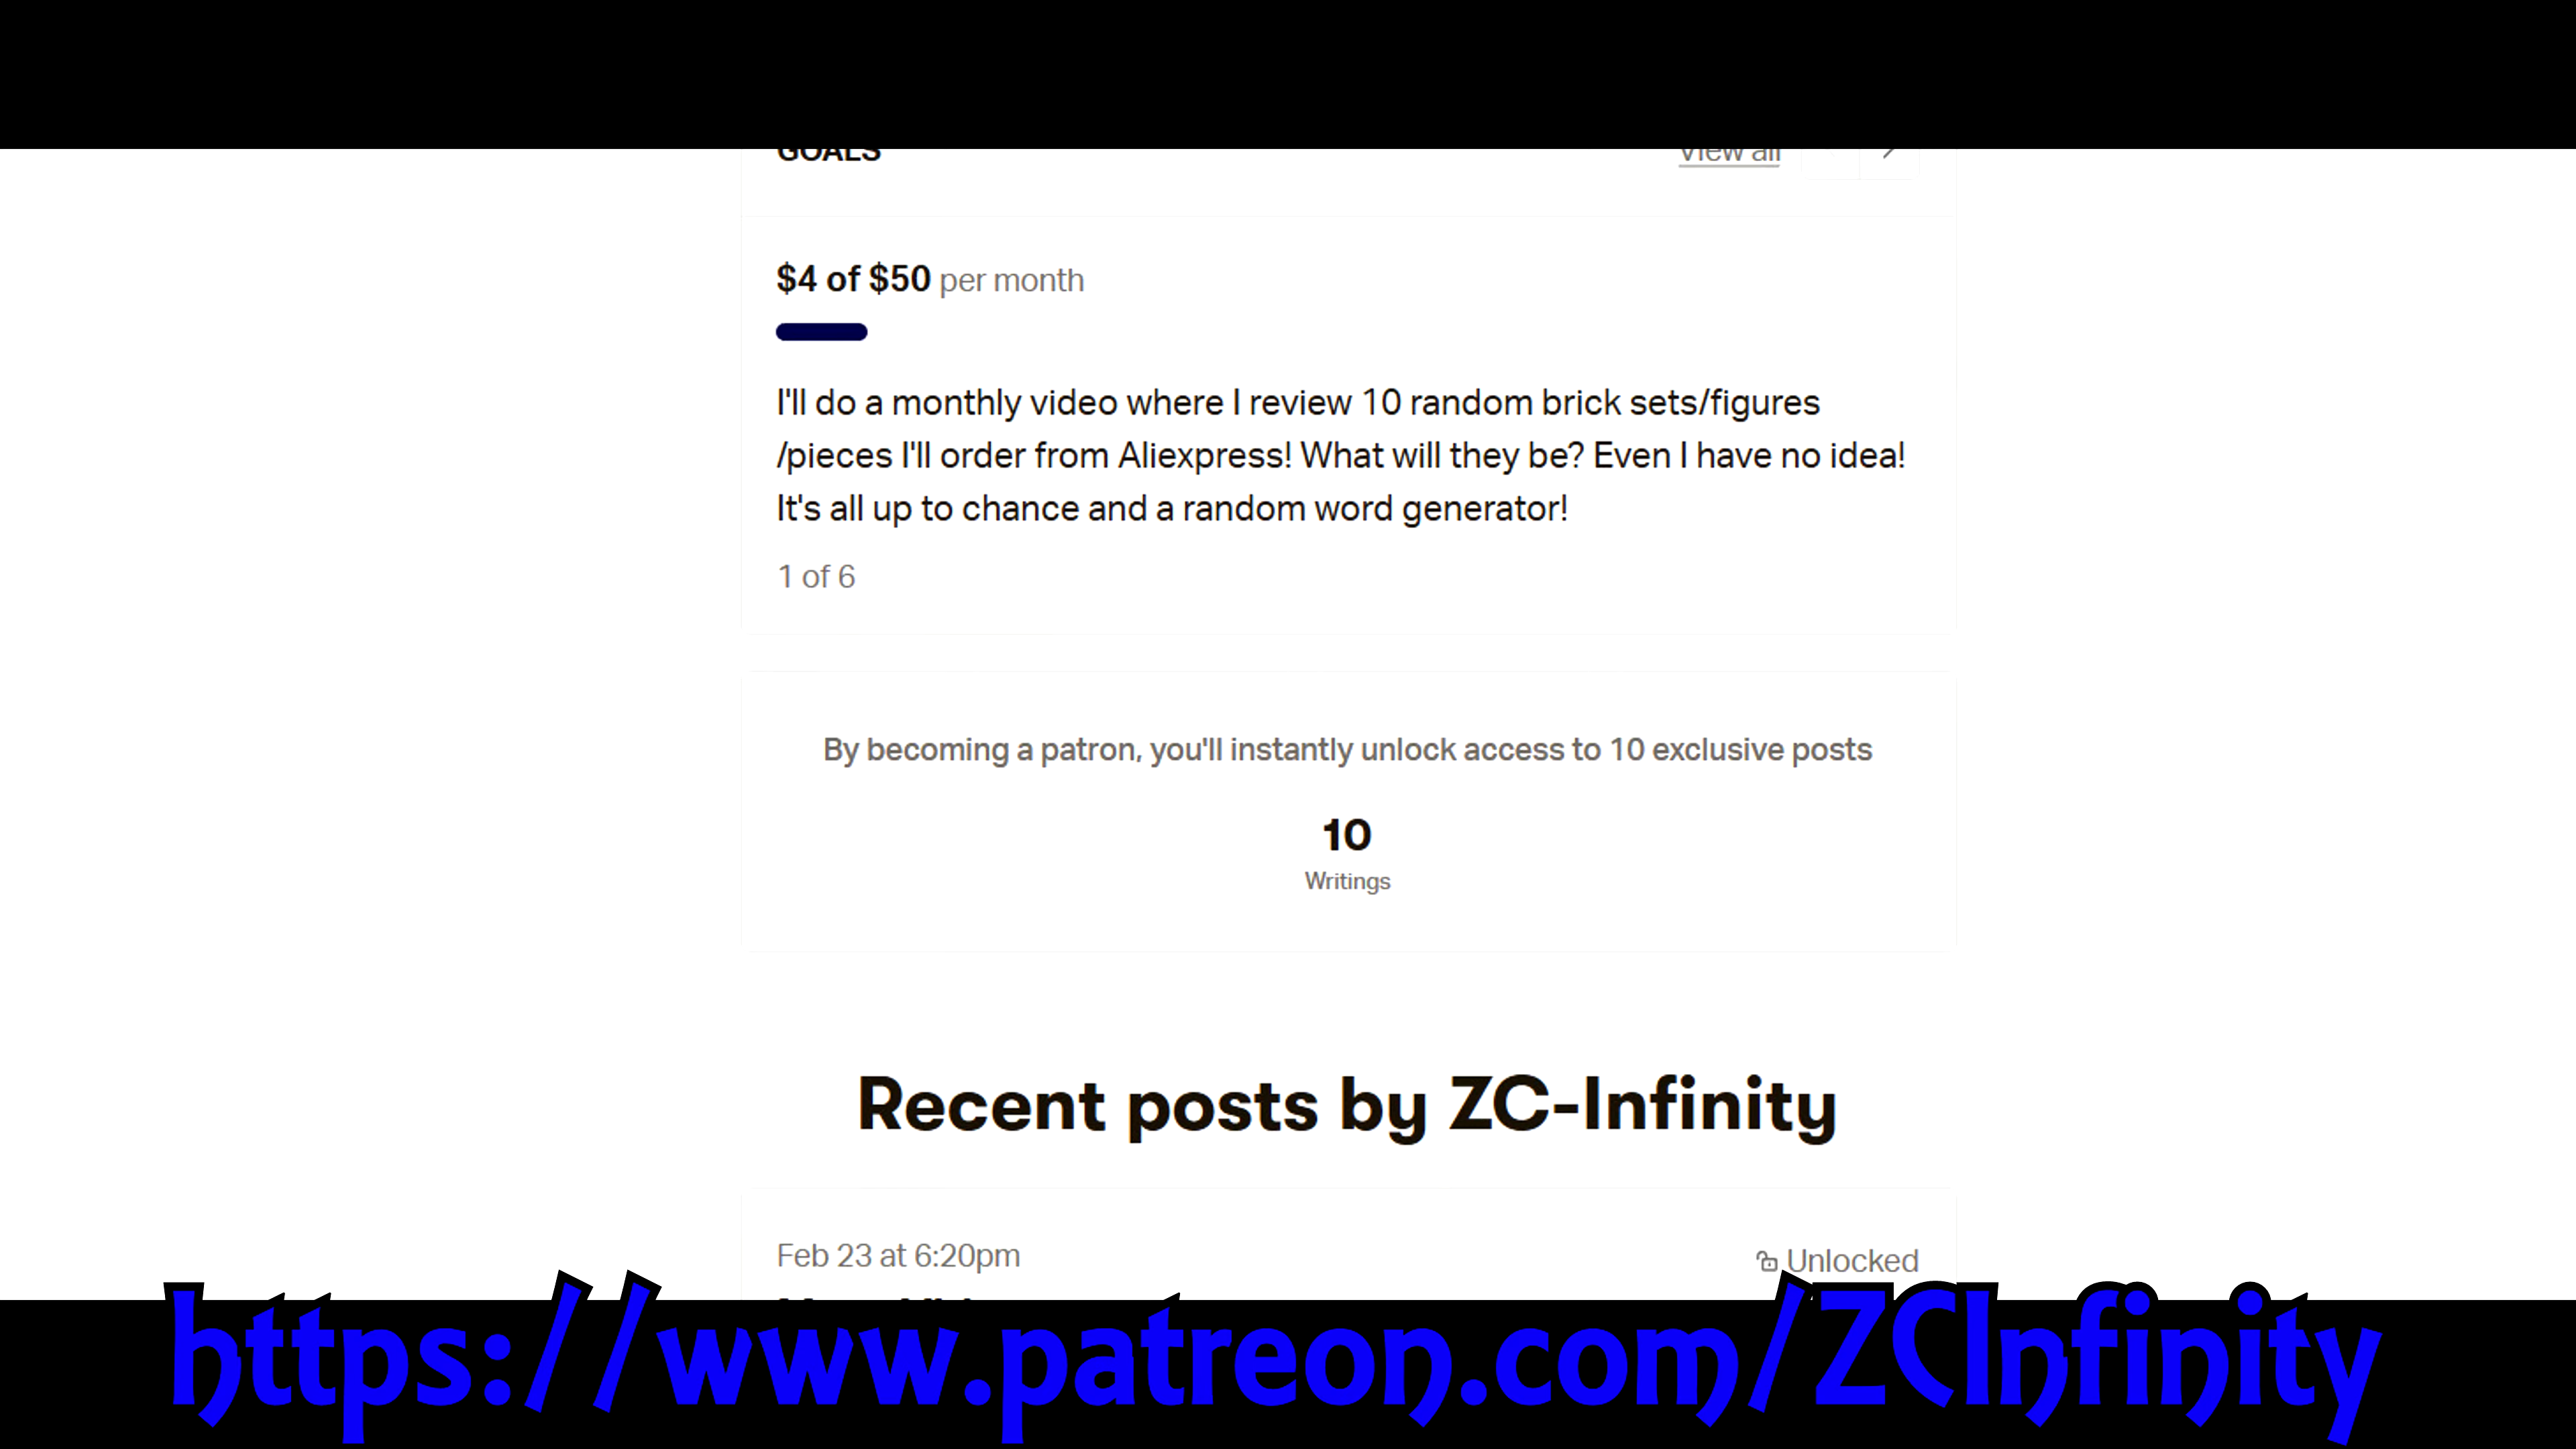 GOALS View all
$4 of $50 per month
I'll do a monthly video where I review 10 random brick sets/figures
/pieces I'll order from Aliexpress! What will they be? Even I have no idea!
It's all up to chance and a random word generator!
1 of 6
By becoming a patron, you'll instantly unlock access to 10 exclusive posts
10
Writings
Recent posts by ZC-Infinity
Feb 23 at 6:20pm Unlocked
https://www.patreon.com/ZCInfinity